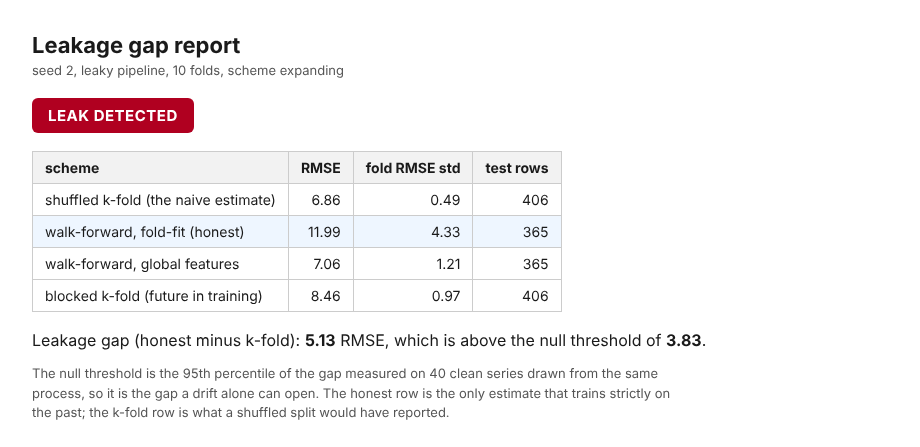 Leakage gap report
seed 2, leaky pipeline, 10 folds, scheme expanding
LEAK DETECTED
scheme RMSE fold RMSE std test rows
shuffled k-fold (the naive estimate) 6.86 0.49 406
walk-forward, fold-fit (honest) 11.99 4.33 365
walk-forward, global features 7.06 1.21 365
blocked k-fold (future in training) 8.46 0.97 406
Leakage gap (honest minus k-fold): 5.13 RMSE, which is above the null threshold of 3.83.
The null threshold is the 95th percentile of the gap measured on 40 clean series drawn from the same
process, so it is the gap a drift alone can open. The honest row is the only estimate that trains strictly on
the past; the k-fold row is what a shuffled split would have reported.